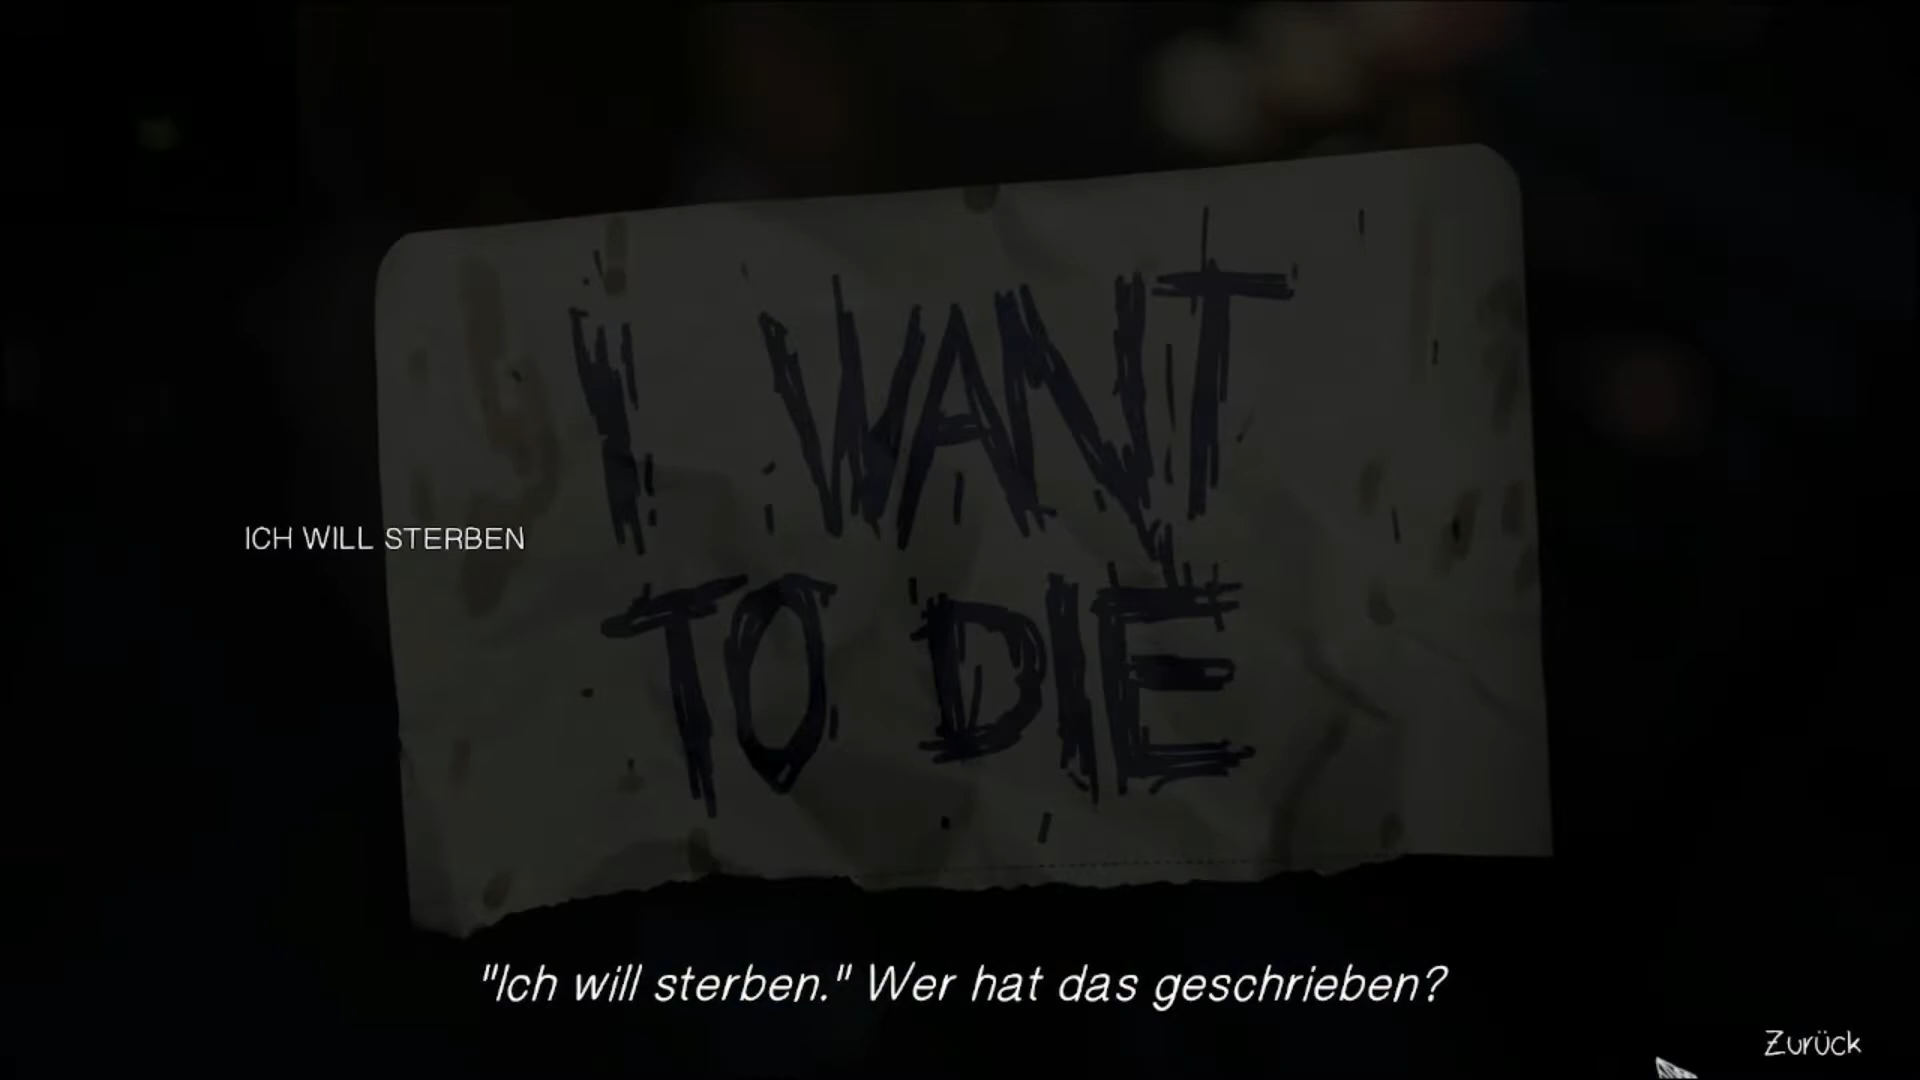 I WANT
TO DIE
ICH WILL STERBEN
"Ich will sterben." Wer hat das geschrieben?
Zurück